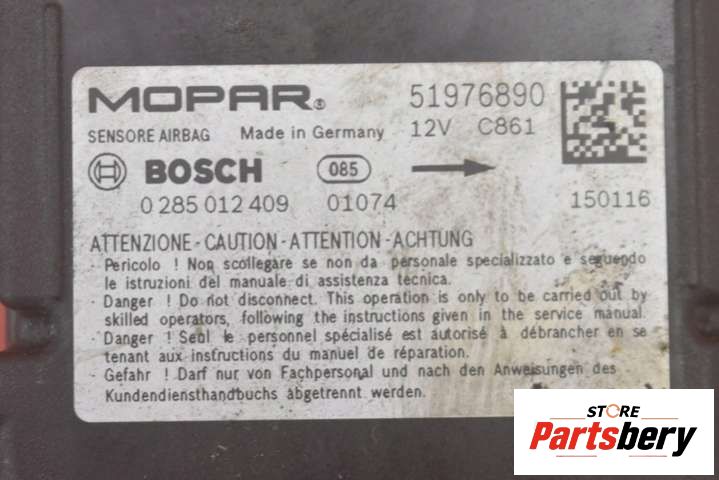 MOPAR® 51976890
SENSORE AIRBAG Made in Germany 12V C861
BOSCH 085
0 285 012 409 01074 150116
ATTENZIONE - CAUTION - ATTENTION - ACHTUNG
- Pericolo ! Non scollegare se non da personale specializzato e seguendo
le istruzioni del manuale di assistenza tecnica.
- Danger ! Do not disconnect. This operation is only to be carried out by
skilled operators, following the instructions given in the service manual.
- Danger ! Seul le personnel spécialisé est autorisé à débrancher en se
tenant aux instructions du manuel de réparation.
- Gefahr ! Darf nur von Fachpersonal und nach den Anweisungen des
Kundendiensthandbuchs abgetrennt werden.
STORE
Partsbery